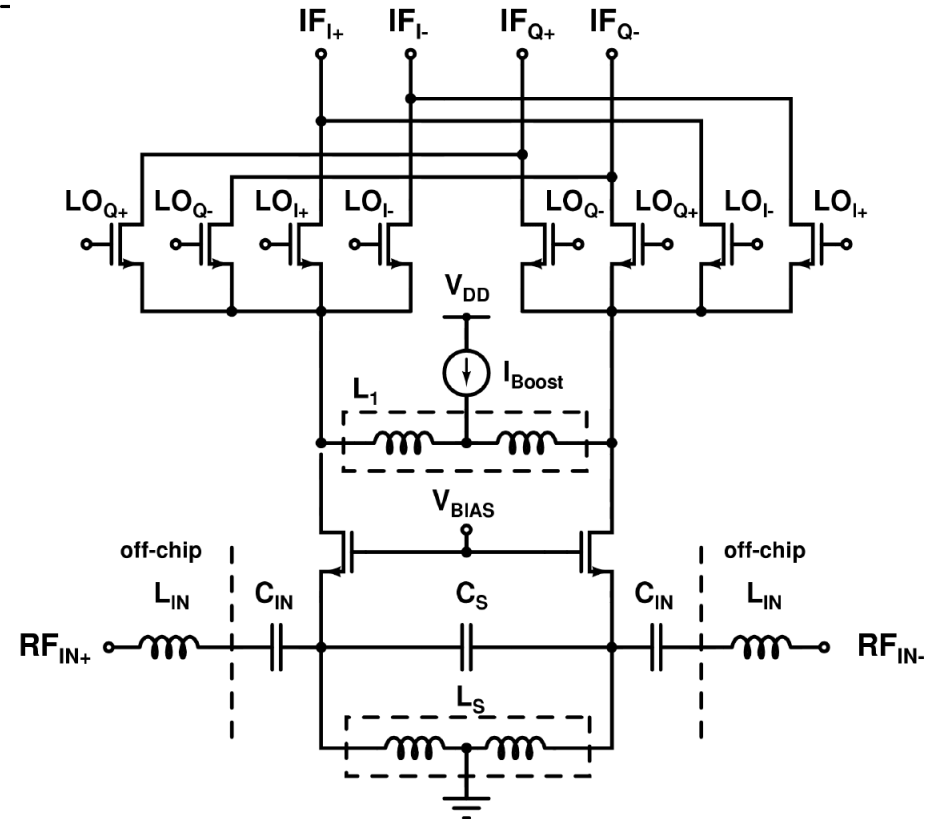 IF_I+ IF_I- IF_Q+ IF_Q-
LO_Q+ LO_Q- LO_I+ LO_I- LO_Q- LO_Q+ LO_I- LO_I+
V_DD
I_Boost
L_1
V_BIAS
off-chip off-chip
L_IN C_IN C_S C_IN L_IN
RF_IN+ RF_IN-
L_S